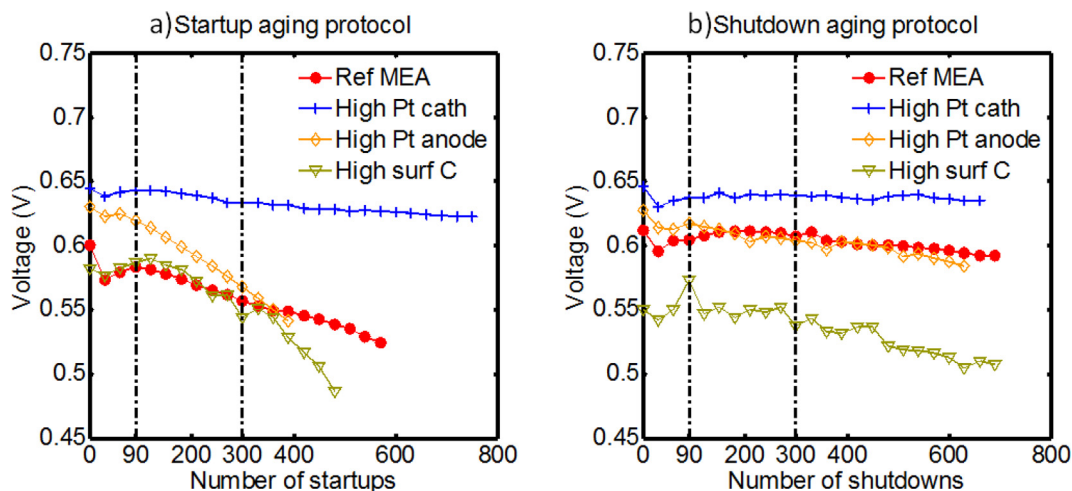 a)Startup aging protocol
0.75
0.7
0.65
0.6
0.55
0.5
0.45
Voltage (V)
Ref MEA
High Pt cath
High Pt anode
High surf C
0 90 200 300 400 600 800
Number of startups
b)Shutdown aging protocol
0.75
0.7
0.65
0.6
0.55
0.5
0.45
Voltage (V)
Ref MEA
High Pt cath
High Pt anode
High surf C
0 90 200 300 400 600 800
Number of shutdowns